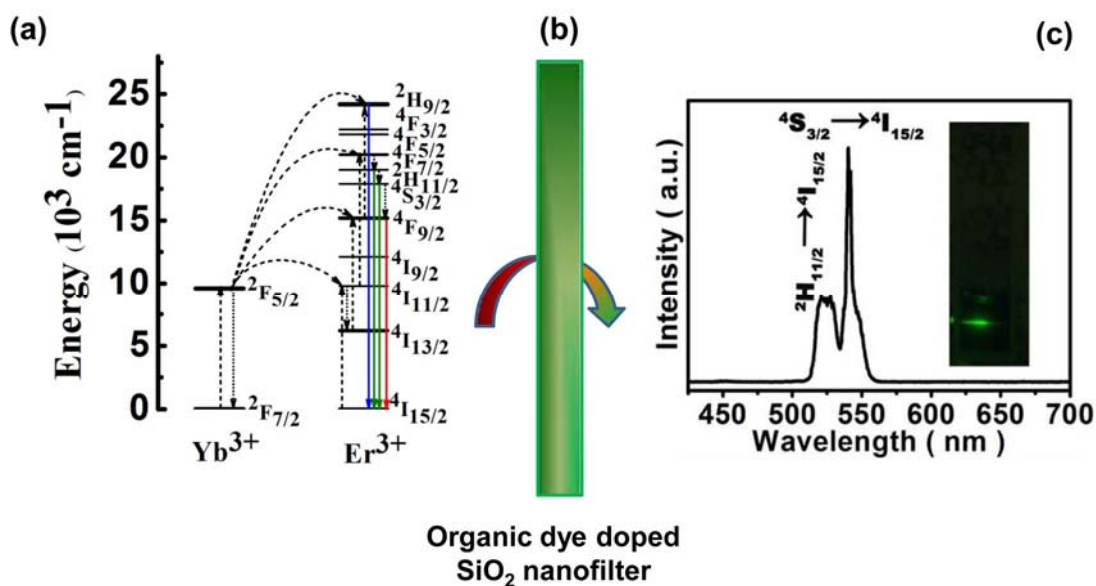 (a)
(b)
(c)
Energy (10³ cm⁻¹)
25
20
15
10
5
0
²H₉/₂
⁴F₃/₂
⁴F₅/₂
⁴F₇/₂
²H₁₁/₂
⁴S₃/₂
⁴F₉/₂
⁴I₉/₂
⁴I₁₁/₂
⁴I₁₃/₂
⁴I₁₅/₂
²F₅/₂
²F₇/₂
Yb³⁺
Er³⁺
Organic dye doped
SiO₂ nanofilter
Intensity ( a.u.)
⁴S₃/₂ →⁴I₁₅/₂
²H₁₁/₂ →⁴I₁₅/₂
450 500 550 600 650 700
Wavelength ( nm )